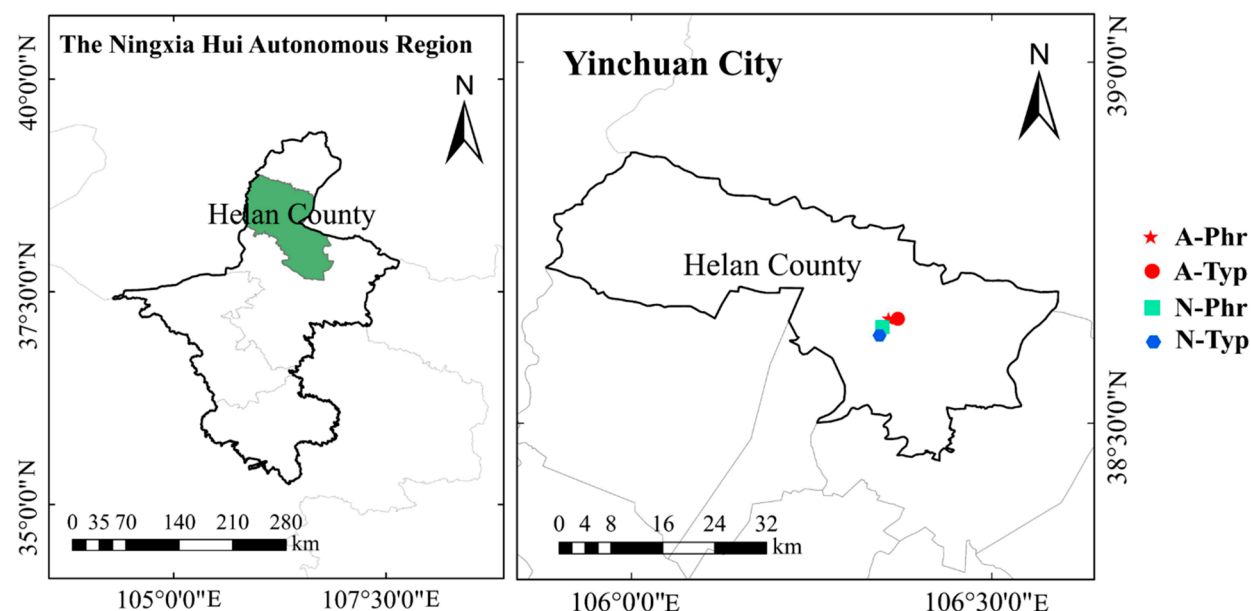 The Ningxia Hui Autonomous Region
N
40°0'0"N
37°30'0"N
35°0'0"N
Helan County
0 35 70 140 210 280
km
105°0'0"E 107°30'0"E
Yinchuan City
N
39°0'0"N
38°30'0"N
Helan County
0 4 8 16 24 32
km
106°0'0"E 106°30'0"E
A-Phr
A-Typ
N-Phr
N-Typ